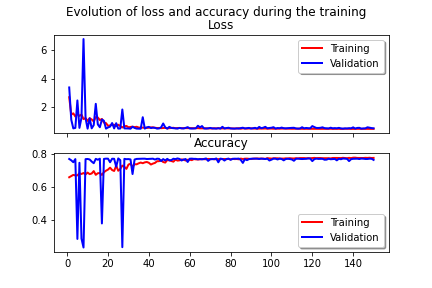 Evolution of loss and accuracy during the training
Loss
6
4
2
Training
Validation
Accuracy
0.8
0.6
0.4
Training
Validation
0 20 40 60 80 100 120 140